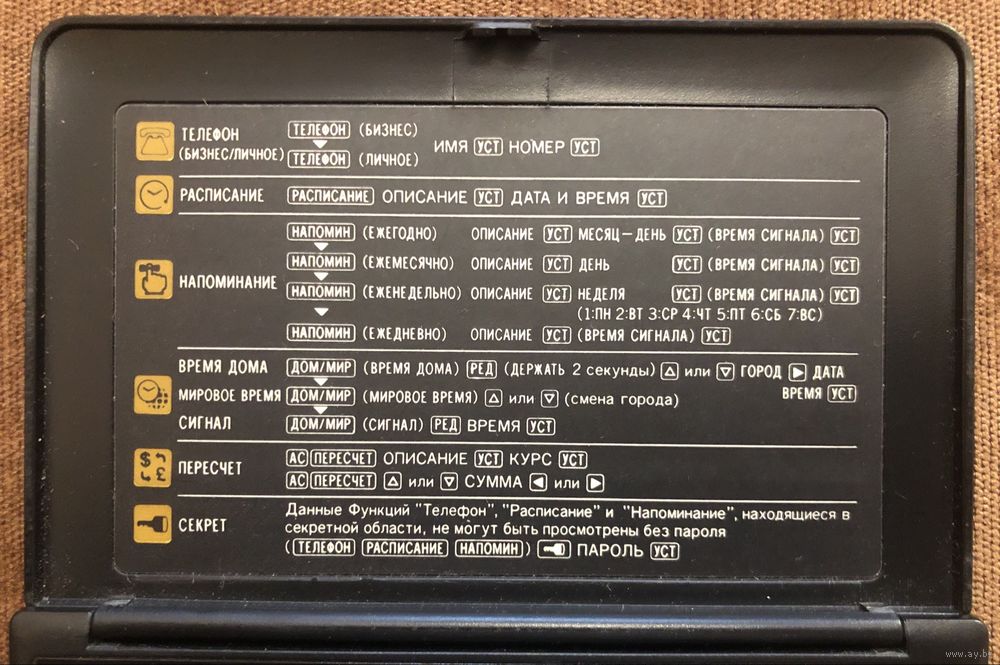 ТЕЛЕФОН ТЕЛЕФОН (БИЗНЕС)
(БИЗНЕС/ЛИЧНОЕ) ТЕЛЕФОН (ЛИЧНОЕ) ИМЯ УСТ НОМЕР УСТ
РАСПИСАНИЕ РАСПИСАНИЕ ОПИСАНИЕ УСТ ДАТА И ВРЕМЯ УСТ
НАПОМИН (ЕЖЕГОДНО) ОПИСАНИЕ УСТ МЕСЯЦ—ДЕНЬ УСТ (ВРЕМЯ СИГНАЛА) УСТ
НАПОМИН (ЕЖЕМЕСЯЧНО) ОПИСАНИЕ УСТ ДЕНЬ УСТ (ВРЕМЯ СИГНАЛА) УСТ
НАПОМИНАНИЕ НАПОМИН (ЕЖЕНЕДЕЛЬНО) ОПИСАНИЕ УСТ НЕДЕЛЯ УСТ (ВРЕМЯ СИГНАЛА) УСТ
(1:ПН 2:ВТ 3:СР 4:ЧТ 5:ПТ 6:СБ 7:ВС)
НАПОМИН (ЕЖЕДНЕВНО) ОПИСАНИЕ УСТ (ВРЕМЯ СИГНАЛА) УСТ
ВРЕМЯ ДОМА ДОМ/МИР (ВРЕМЯ ДОМА) РЕД (ДЕРЖАТЬ 2 секунды) △ или ▽ ГОРОД ▶ ДАТА
МИРОВОЕ ВРЕМЯ ДОМ/МИР (МИРОВОЕ ВРЕМЯ) △ или ▽ (смена города) ВРЕМЯ УСТ
СИГНАЛ ДОМ/МИР (СИГНАЛ) РЕД ВРЕМЯ УСТ
$ £
ПЕРЕСЧЕТ АС ПЕРЕСЧЕТ ОПИСАНИЕ УСТ КУРС УСТ
АС ПЕРЕСЧЕТ △ или ▽ СУММА ◀ или ▶
СЕКРЕТ Данные Функций "Телефон", "Расписание" и "Напоминание", находящиеся в
секретной области, не могут быть просмотрены без пароля
(ТЕЛЕФОН РАСПИСАНИЕ НАПОМИН) ПАРОЛЬ УСТ